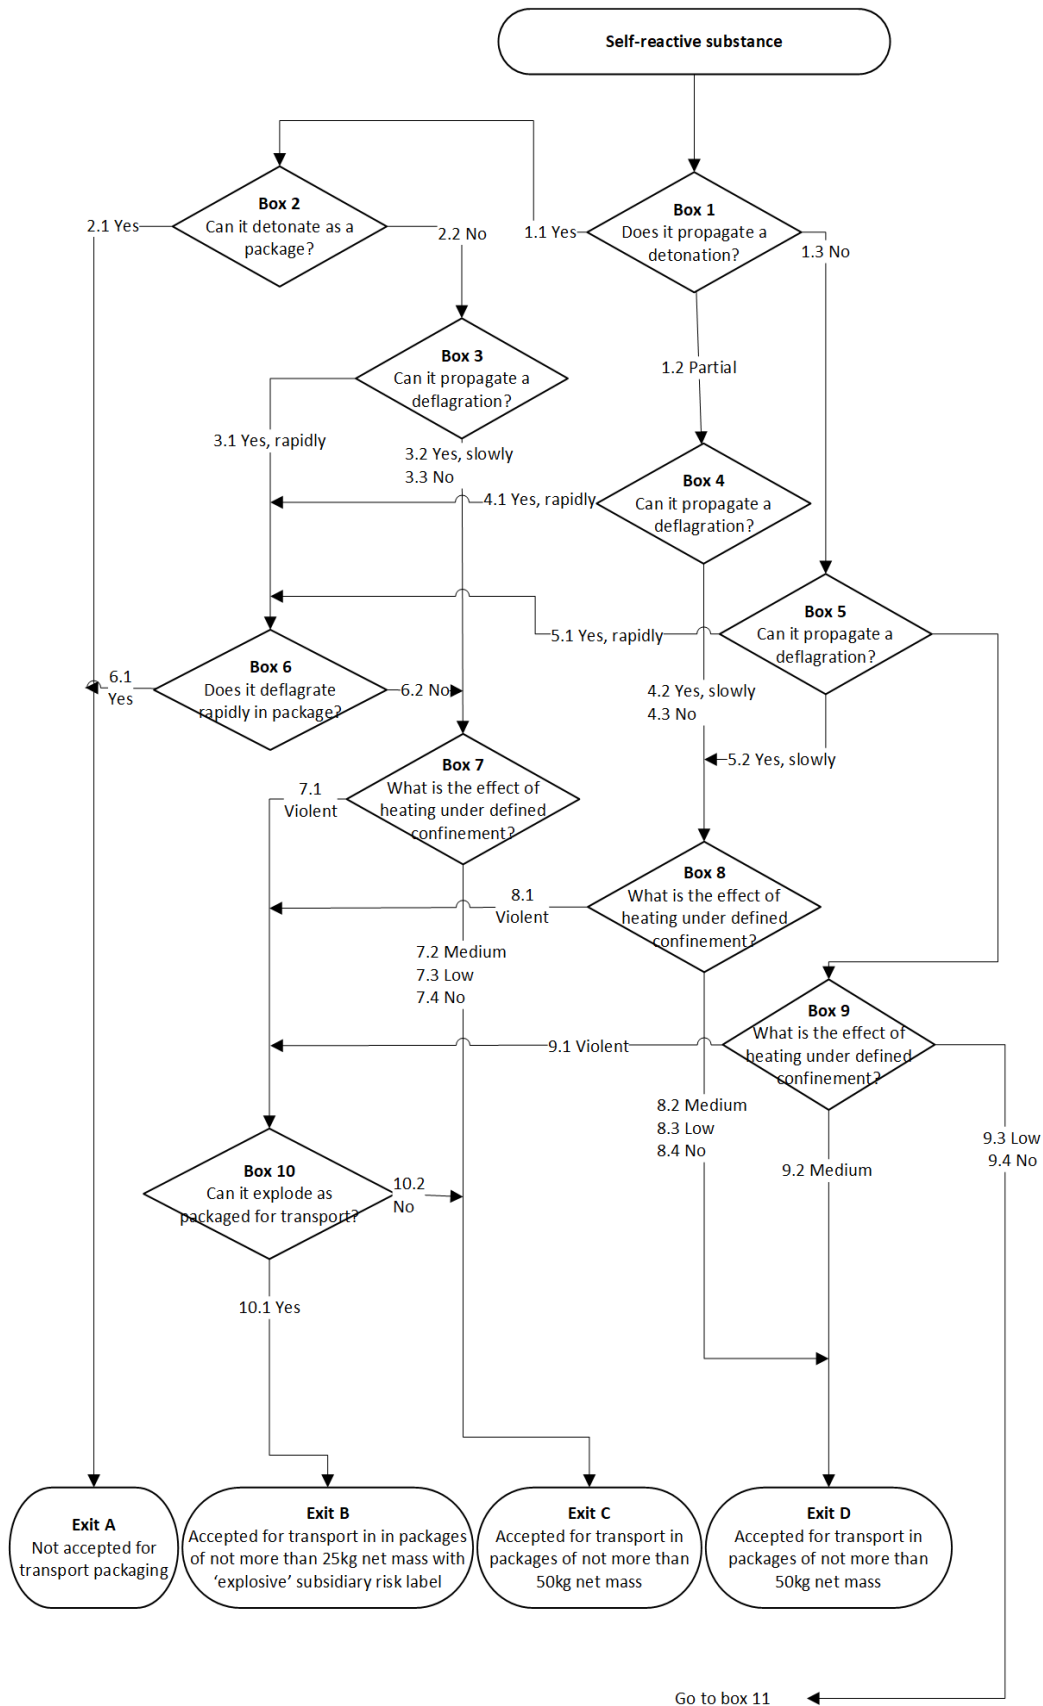 Self-reactive substance
Box 1
Does it propagate a
detonation?
1.1 Yes
1.2 Partial
1.3 No
Box 2
Can it detonate as a
package?
2.1 Yes
2.2 No
Box 3
Can it propagate a
deflagration?
3.1 Yes, rapidly
3.2 Yes, slowly
3.3 No
Box 4
Can it propagate a
deflagration?
4.1 Yes, rapidly
4.2 Yes, slowly
4.3 No
Box 5
Can it propagate a
deflagration?
5.1 Yes, rapidly
5.2 Yes, slowly
Box 6
Does it deflagrate
rapidly in package?
6.1
Yes
6.2 No
Box 7
What is the effect of
heating under defined
confinement?
7.1
Violent
7.2 Medium
7.3 Low
7.4 No
Box 8
What is the effect of
heating under defined
confinement?
8.1
Violent
8.2 Medium
8.3 Low
8.4 No
Box 9
What is the effect of
heating under defined
confinement?
9.1 Violent
9.2 Medium
9.3 Low
9.4 No
Box 10
Can it explode as
packaged for transport?
10.1 Yes
10.2
No
Exit A
Not accepted for
transport packaging
Exit B
Accepted for transport in in packages
of not more than 25kg net mass with
‘explosive’ subsidiary risk label
Exit C
Accepted for transport in
packages of not more than
50kg net mass
Exit D
Accepted for transport in
packages of not more than
50kg net mass
Go to box 11